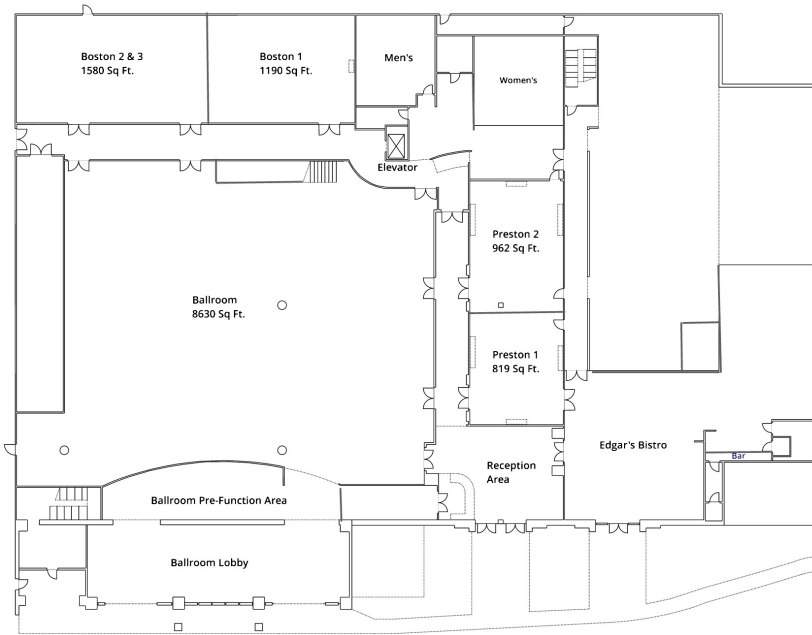 Boston 2 & 3
1580 Sq Ft.
Boston 1
1190 Sq Ft.
Men's
Women's
Elevator
Preston 2
962 Sq Ft.
Ballroom
8630 Sq Ft.
Preston 1
819 Sq Ft.
Edgar's Bistro
Bar
Reception
Area
Ballroom Pre-Function Area
Ballroom Lobby